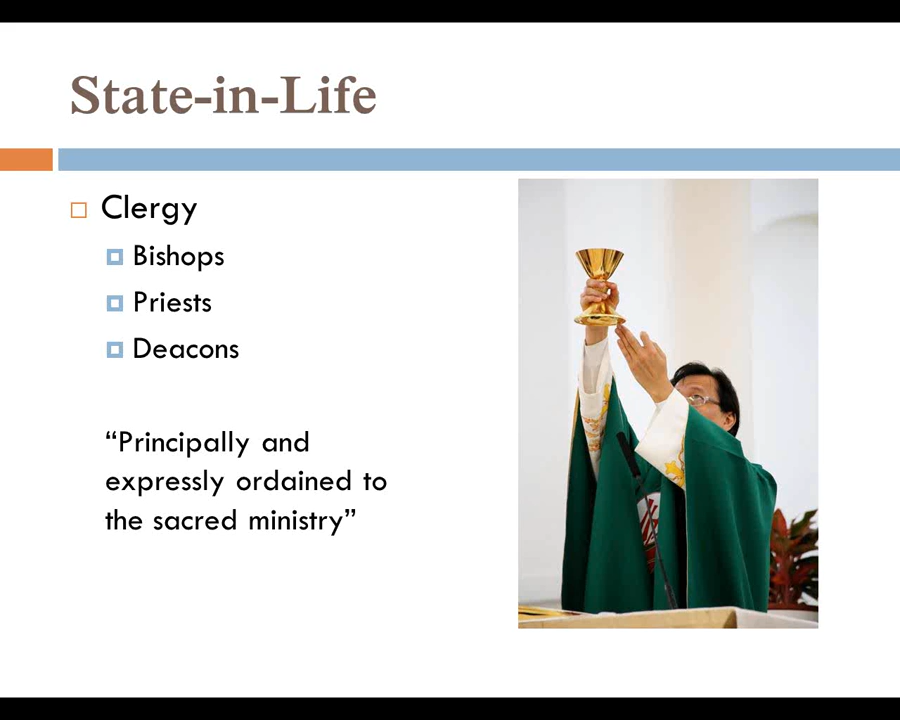 State-in-Life
Clergy
Bishops
Priests
Deacons
“Principally and
expressly ordained to
the sacred ministry”